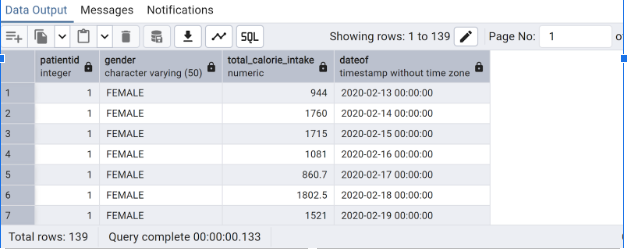 Data Output Messages Notifications
SQL Showing rows: 1 to 139 Page No: 1
patientid gender total_calorie_intake dateof
integer character varying (50) numeric timestamp without time zone
1 1 FEMALE 944 2020-02-13 00:00:00
2 1 FEMALE 1760 2020-02-14 00:00:00
3 1 FEMALE 1715 2020-02-15 00:00:00
4 1 FEMALE 1081 2020-02-16 00:00:00
5 1 FEMALE 860.7 2020-02-17 00:00:00
6 1 FEMALE 1802.5 2020-02-18 00:00:00
7 1 FEMALE 1521 2020-02-19 00:00:00
Total rows: 139 Query complete 00:00:00.133